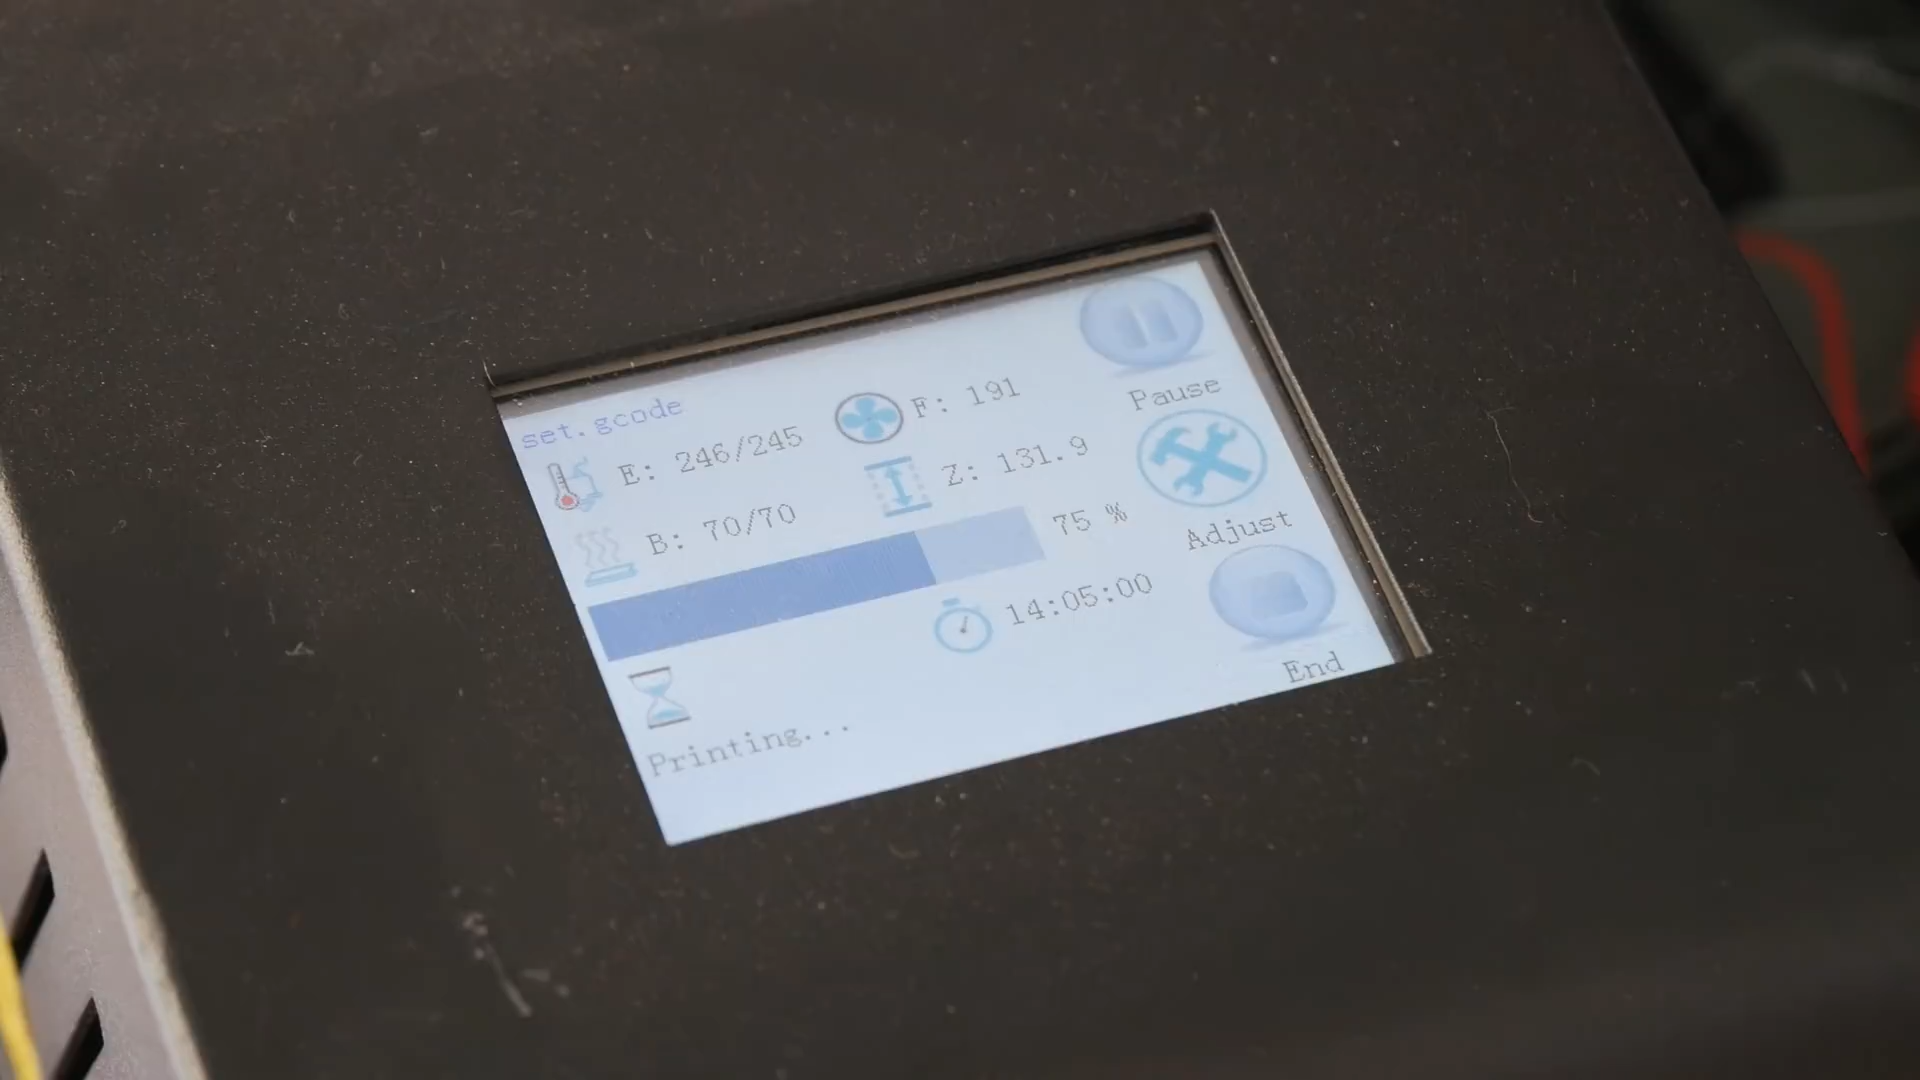 set.gcode
E: 246/245
F: 191
Pause
B: 70/70
Z: 131.9
Adjust
75 %
14:05:00
End
Printing...